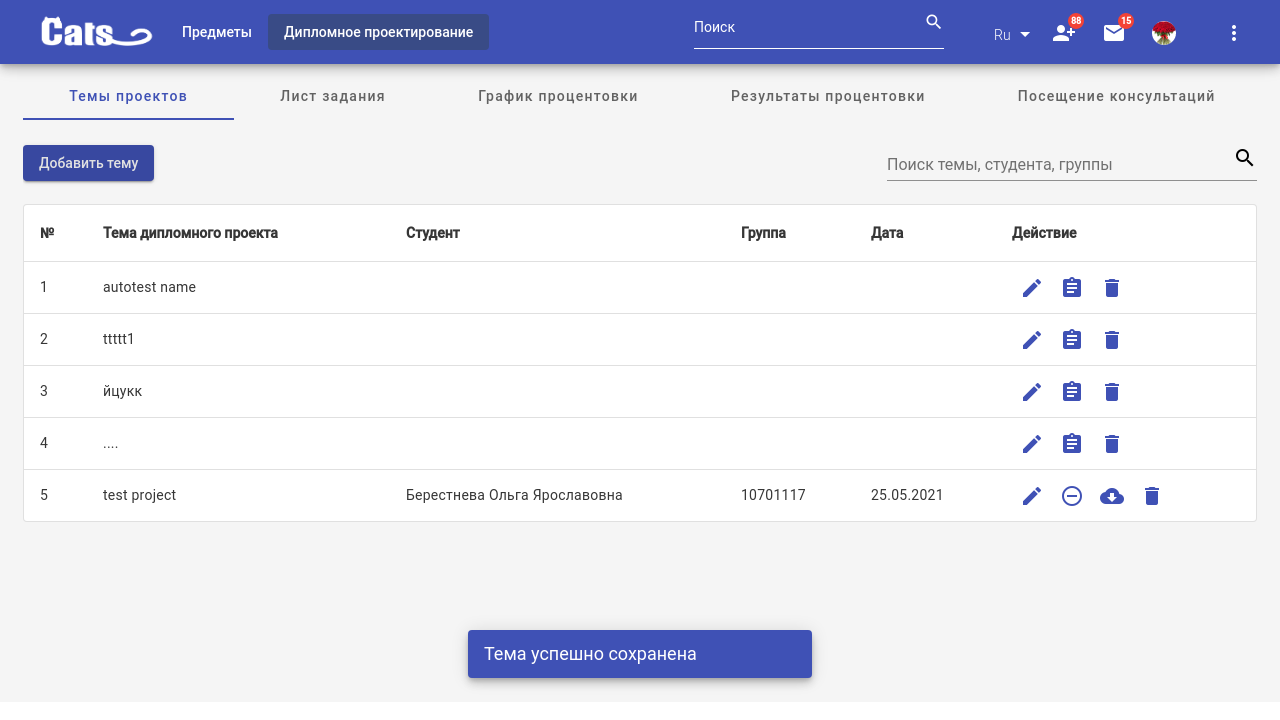 Cats
Предметы
Дипломное проектирование
Поиск
Ru
88
15
Темы проектов
Лист задания
График процентовки
Результаты процентовки
Посещение консультаций
Добавить тему
Поиск темы, студента, группы
№ Тема дипломного проекта Студент Группа Дата Действие
1 autotest name
2 ttttt1
3 йцукк
4 ....
5 test project Берестнева Ольга Ярославовна 10701117 25.05.2021
Тема успешно сохранена